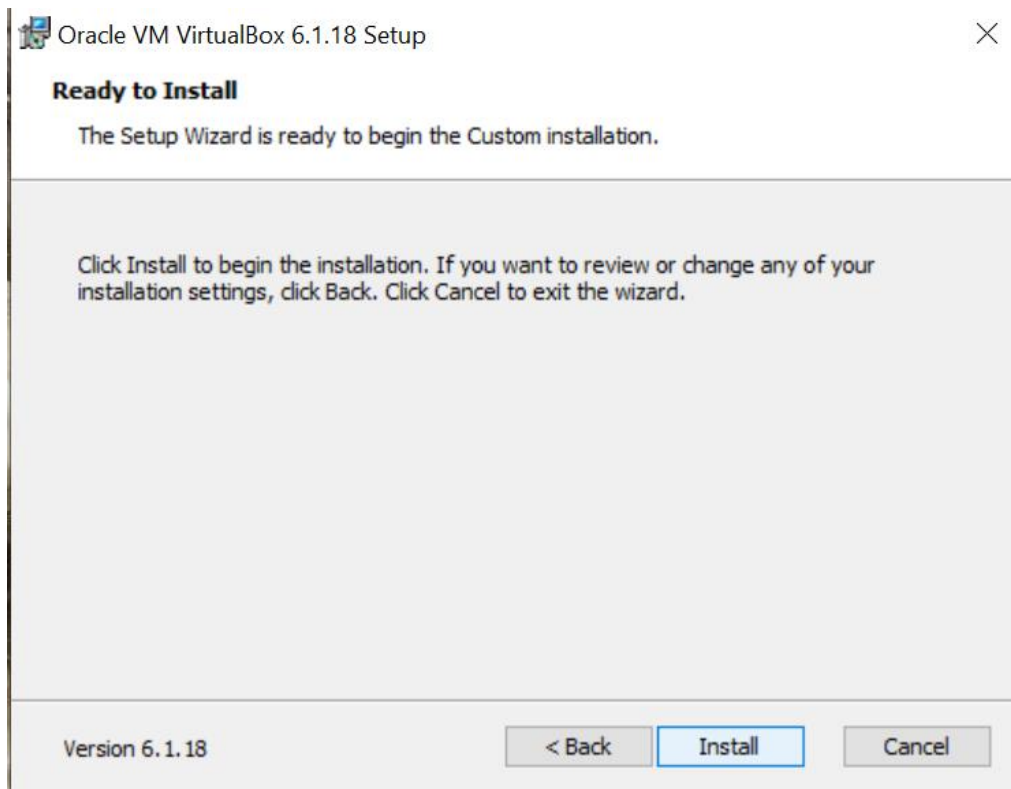 Oracle VM VirtualBox 6.1.18 Setup
Ready to Install
The Setup Wizard is ready to begin the Custom installation.
Click Install to begin the installation. If you want to review or change any of your
installation settings, click Back. Click Cancel to exit the wizard.
Version 6.1.18
< Back
Install
Cancel